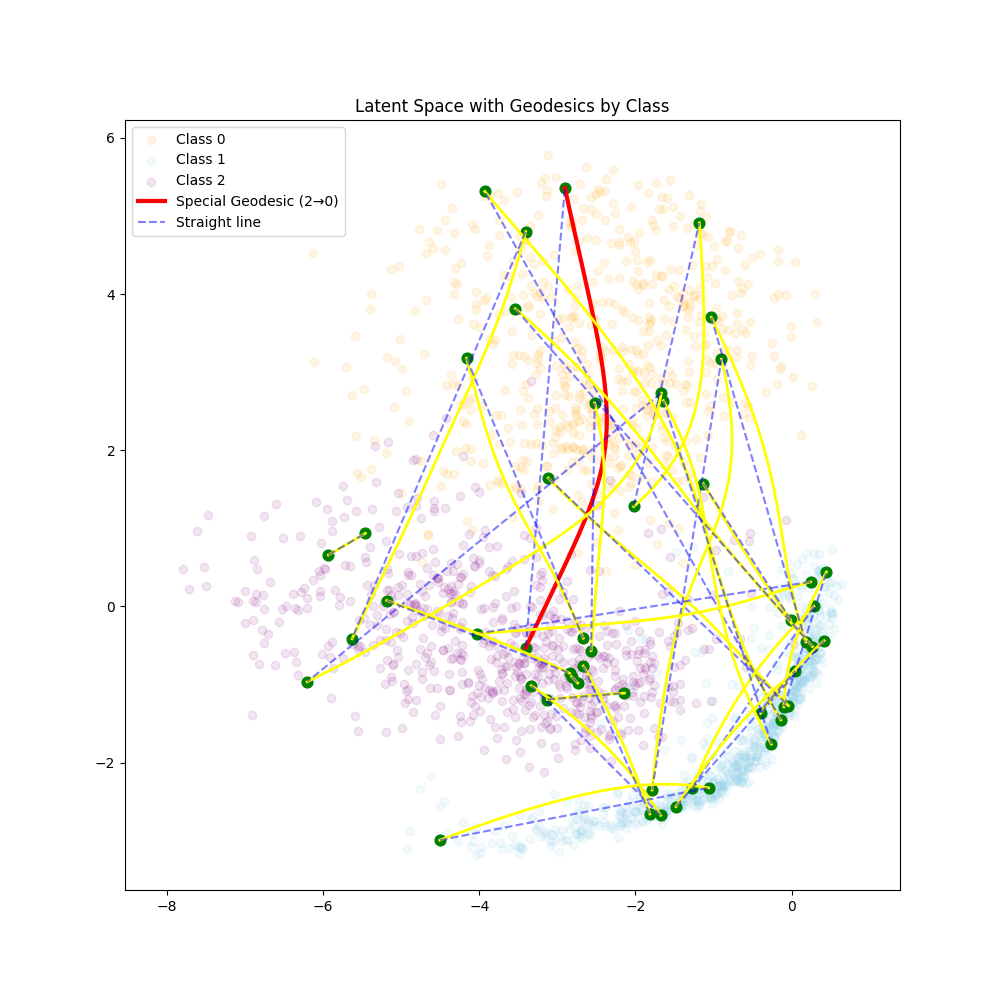 Latent Space with Geodesics by Class
Class 0
Class 1
Class 2
Special Geodesic (2→0)
Straight line
6
4
2
0
−2
−8
−6
−4
−2
0